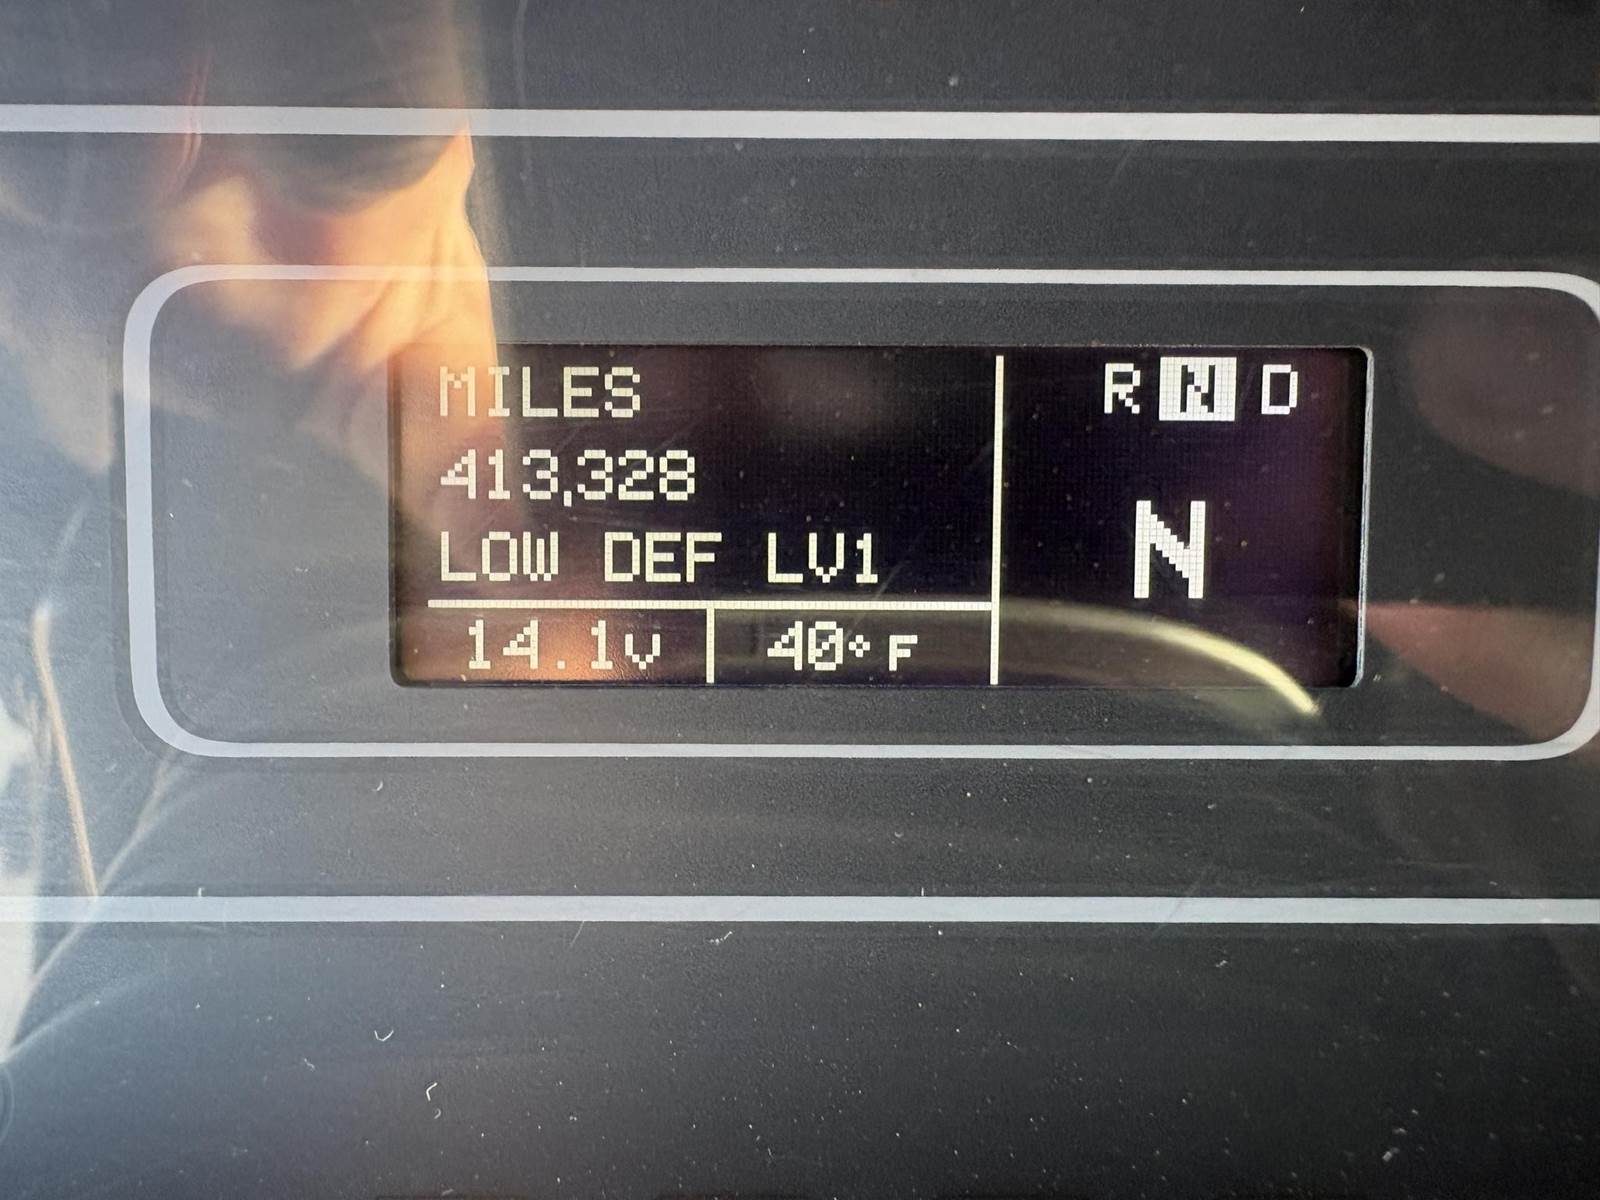 MILES
413,328
LOW DEF LV1
14.1V
40°F
R N D
N